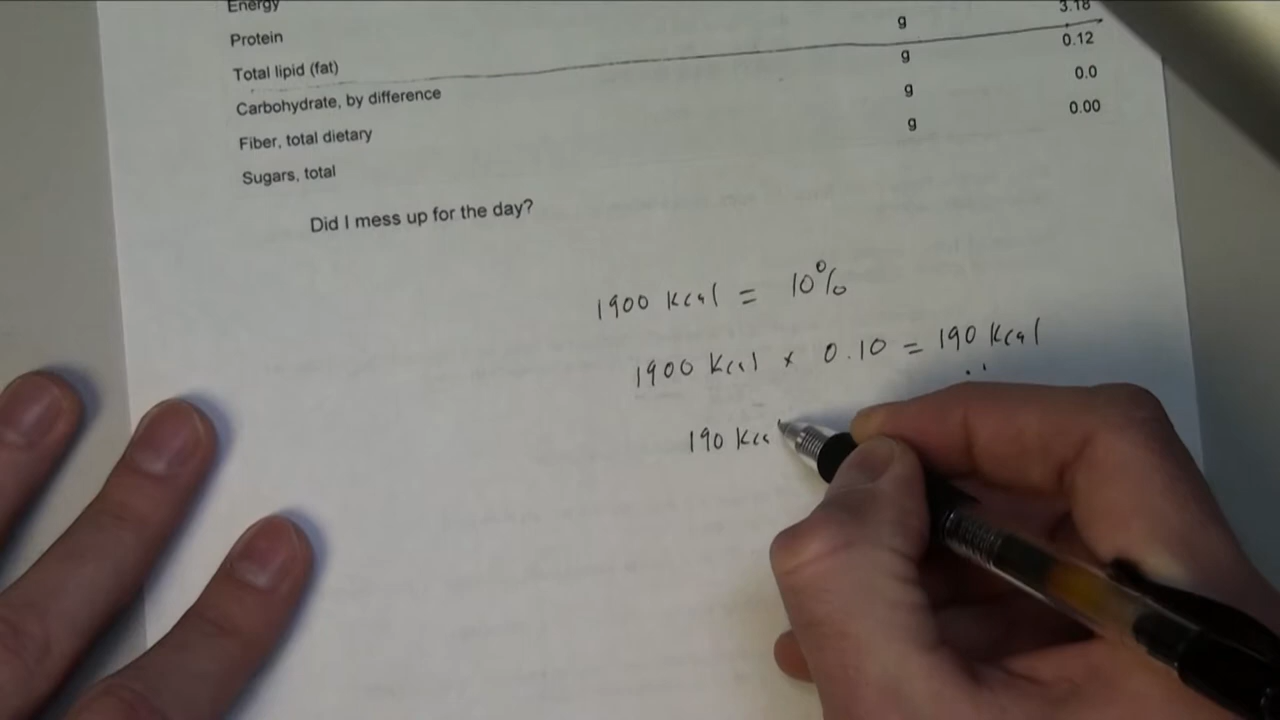 Energy
Protein g 3.18
Total lipid (fat) g 0.12
Carbohydrate, by difference g 0.0
Fiber, total dietary g 0.00
Sugars, total
Did I mess up for the day?
1900 kcal = 10%
1900 kcal x 0.10 = 190 kcal
190 kca